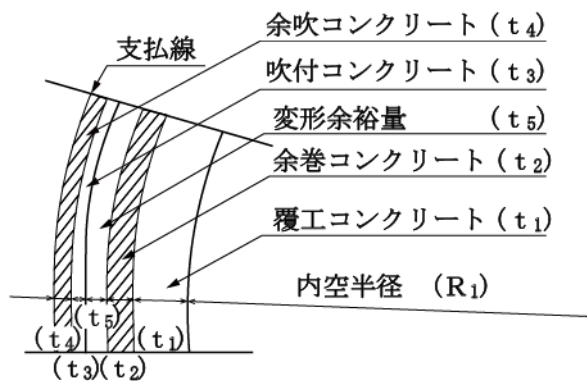 余吹コンクリート(t₄)
支払線
吹付コンクリート(t₃)
変形余裕量 (t₅)
余巻コンクリート(t₂)
覆工コンクリート(t₁)
内空半径 (R₁)
(t₅)
(t₄) (t₁)
(t₃)(t₂)